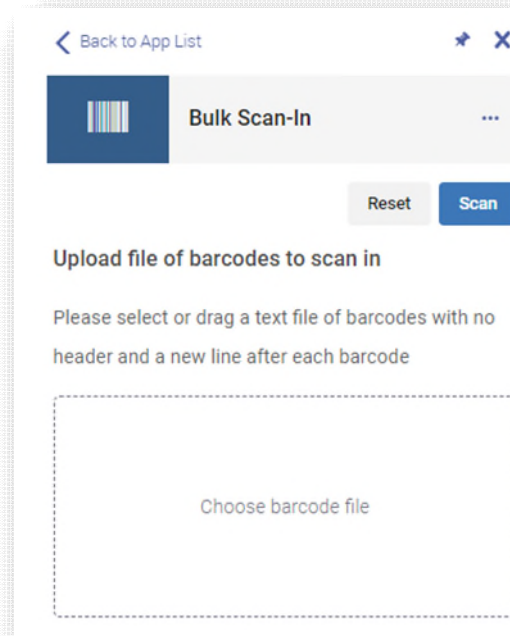 Back to App List
Bulk Scan-In
...
Reset Scan
Upload file of barcodes to scan in
Please select or drag a text file of barcodes with no
header and a new line after each barcode
Choose barcode file